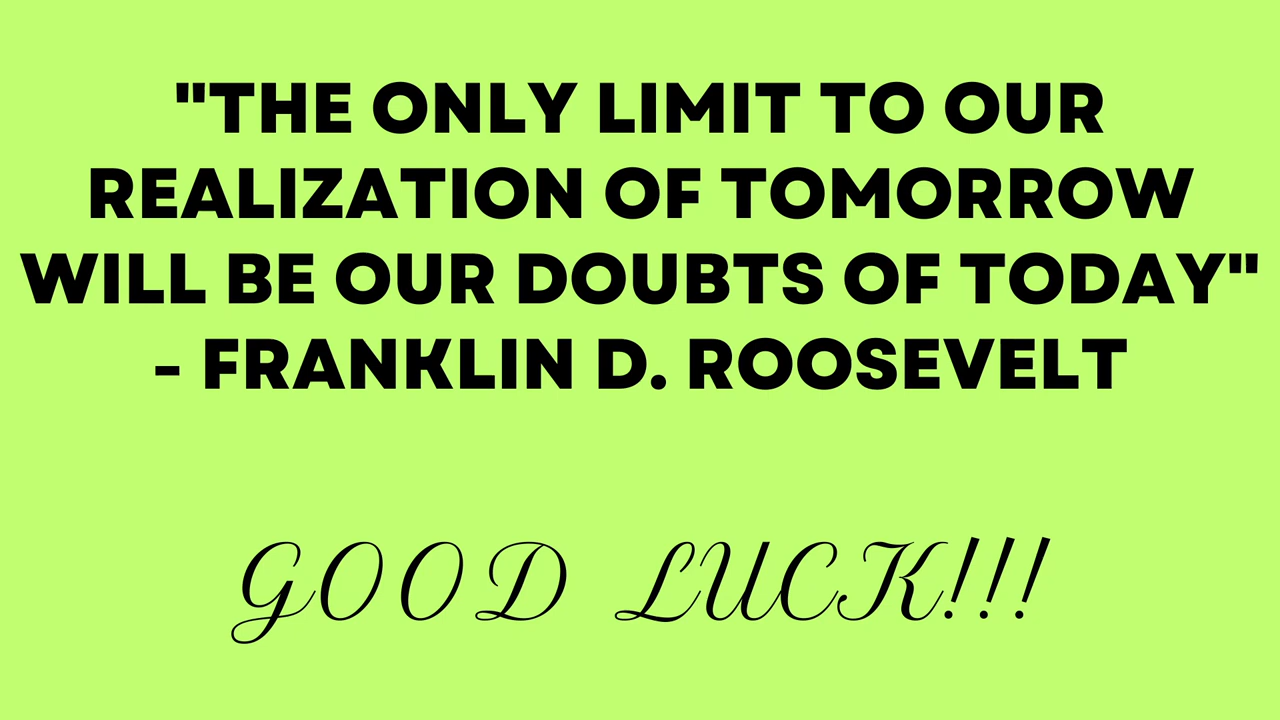 "THE ONLY LIMIT TO OUR
REALIZATION OF TOMORROW
WILL BE OUR DOUBTS OF TODAY"
- FRANKLIN D. ROOSEVELT
GOOD LUCK!!!